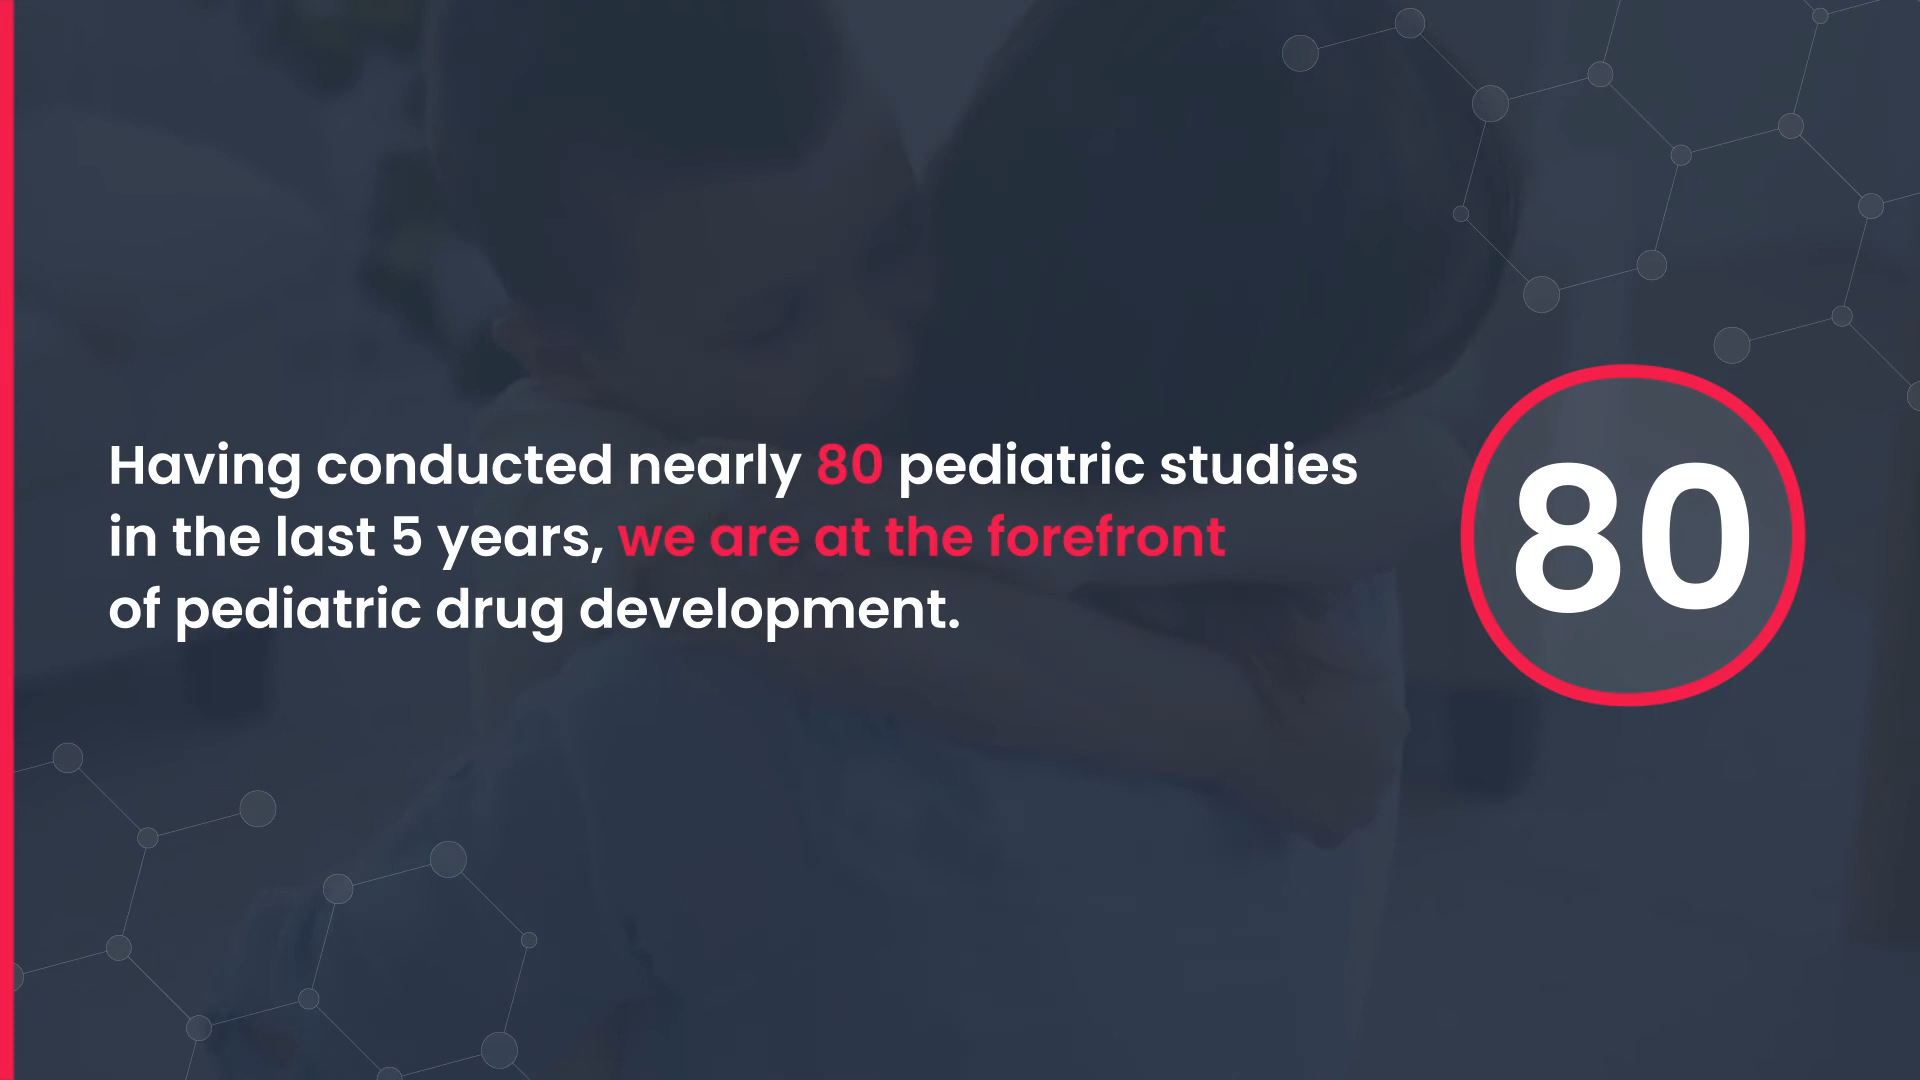 Having conducted nearly 80 pediatric studies
in the last 5 years, we are at the forefront
of pediatric drug development.
80